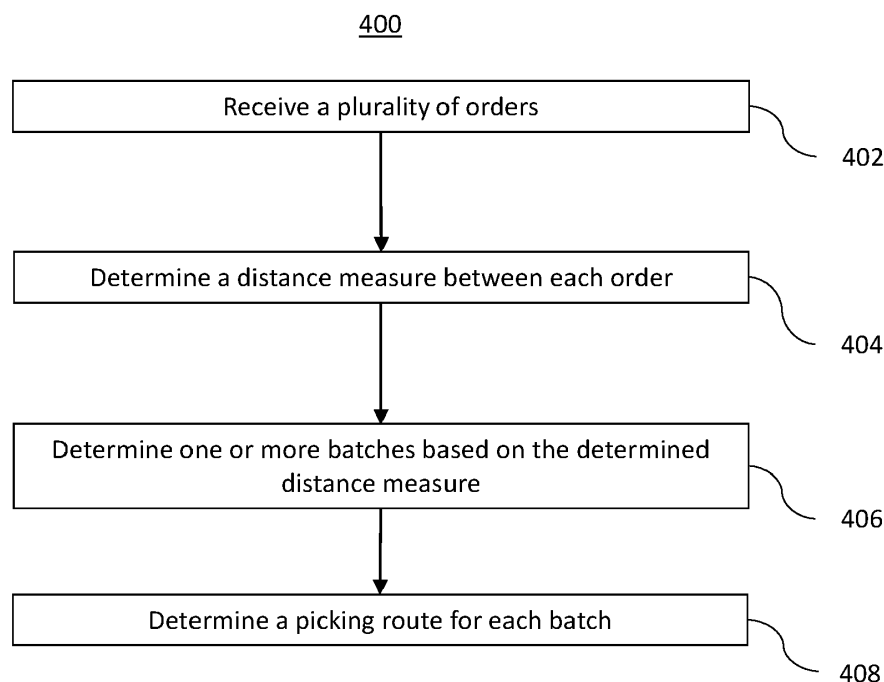 400
Receive a plurality of orders
402
Determine a distance measure between each order
404
Determine one or more batches based on the determined
distance measure
406
Determine a picking route for each batch
408